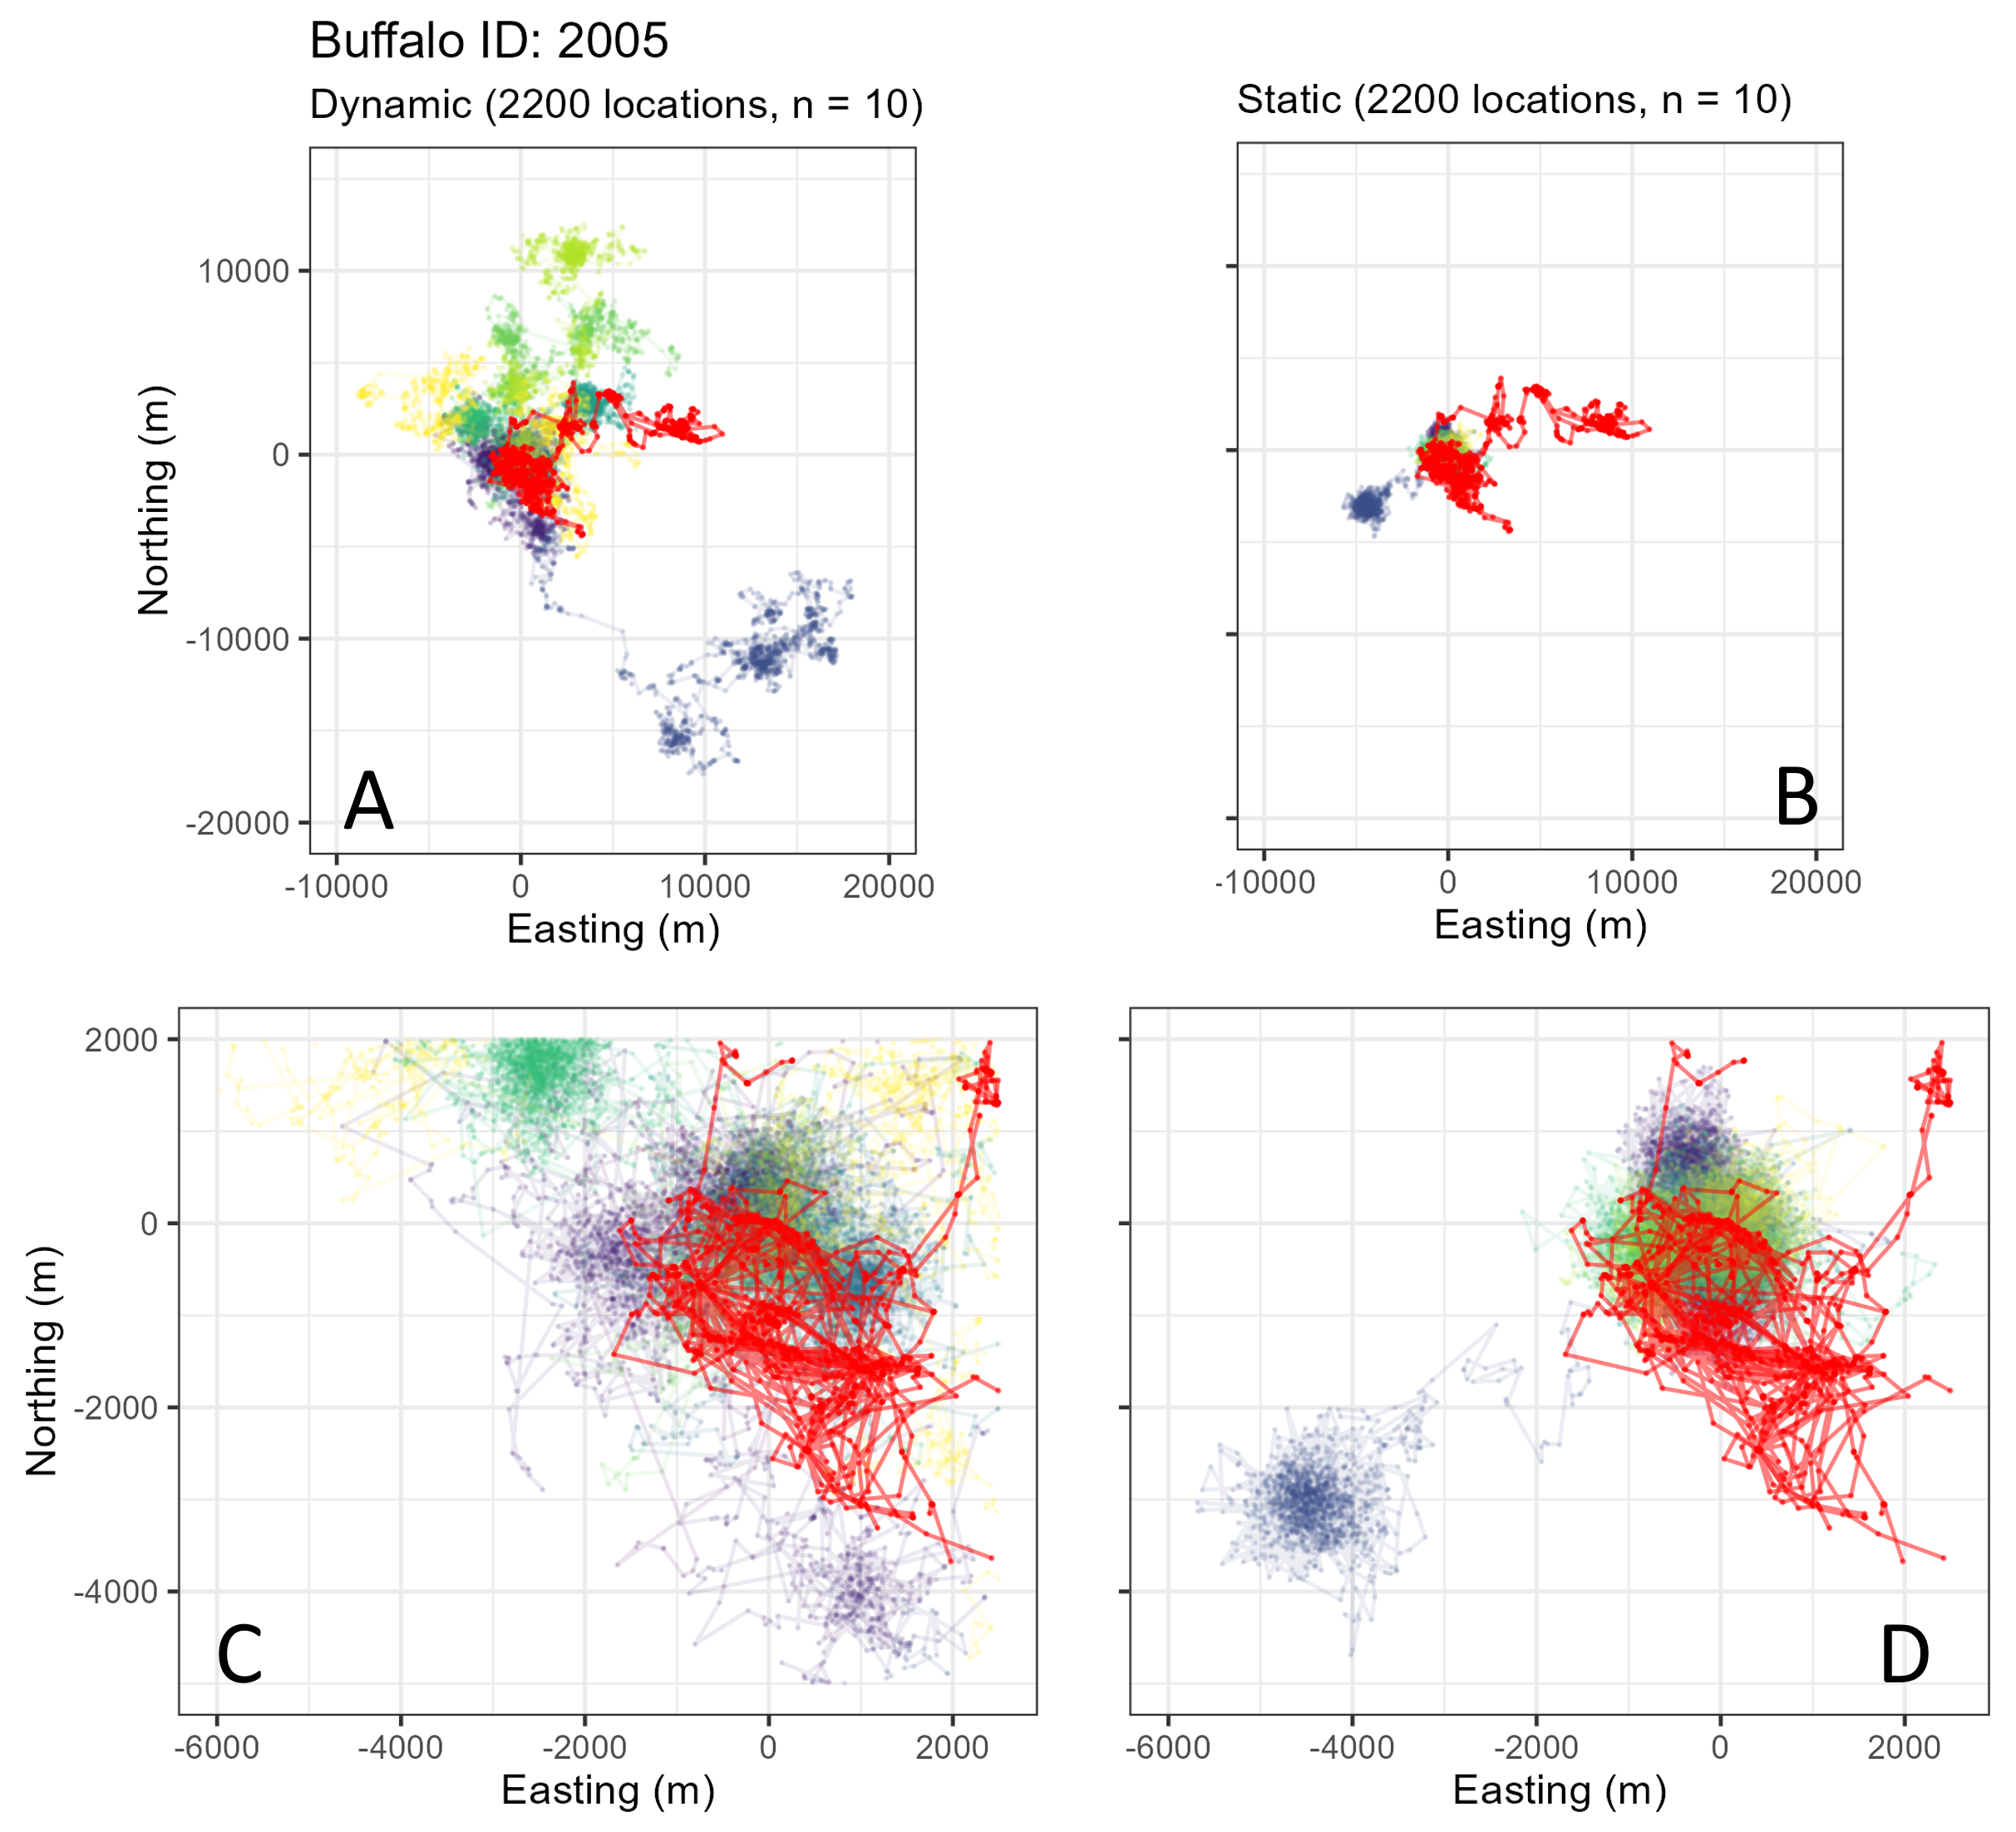 Buffalo ID: 2005
Dynamic (2200 locations, n = 10)
Static (2200 locations, n = 10)
Northing (m)
10000
0
-10000
-20000
A
B
-10000 0 10000 20000
-10000 0 10000 20000
Easting (m)
Easting (m)
Northing (m)
2000
0
-2000
-4000
C
D
-6000 -4000 -2000 0 2000
-6000 -4000 -2000 0 2000
Easting (m)
Easting (m)